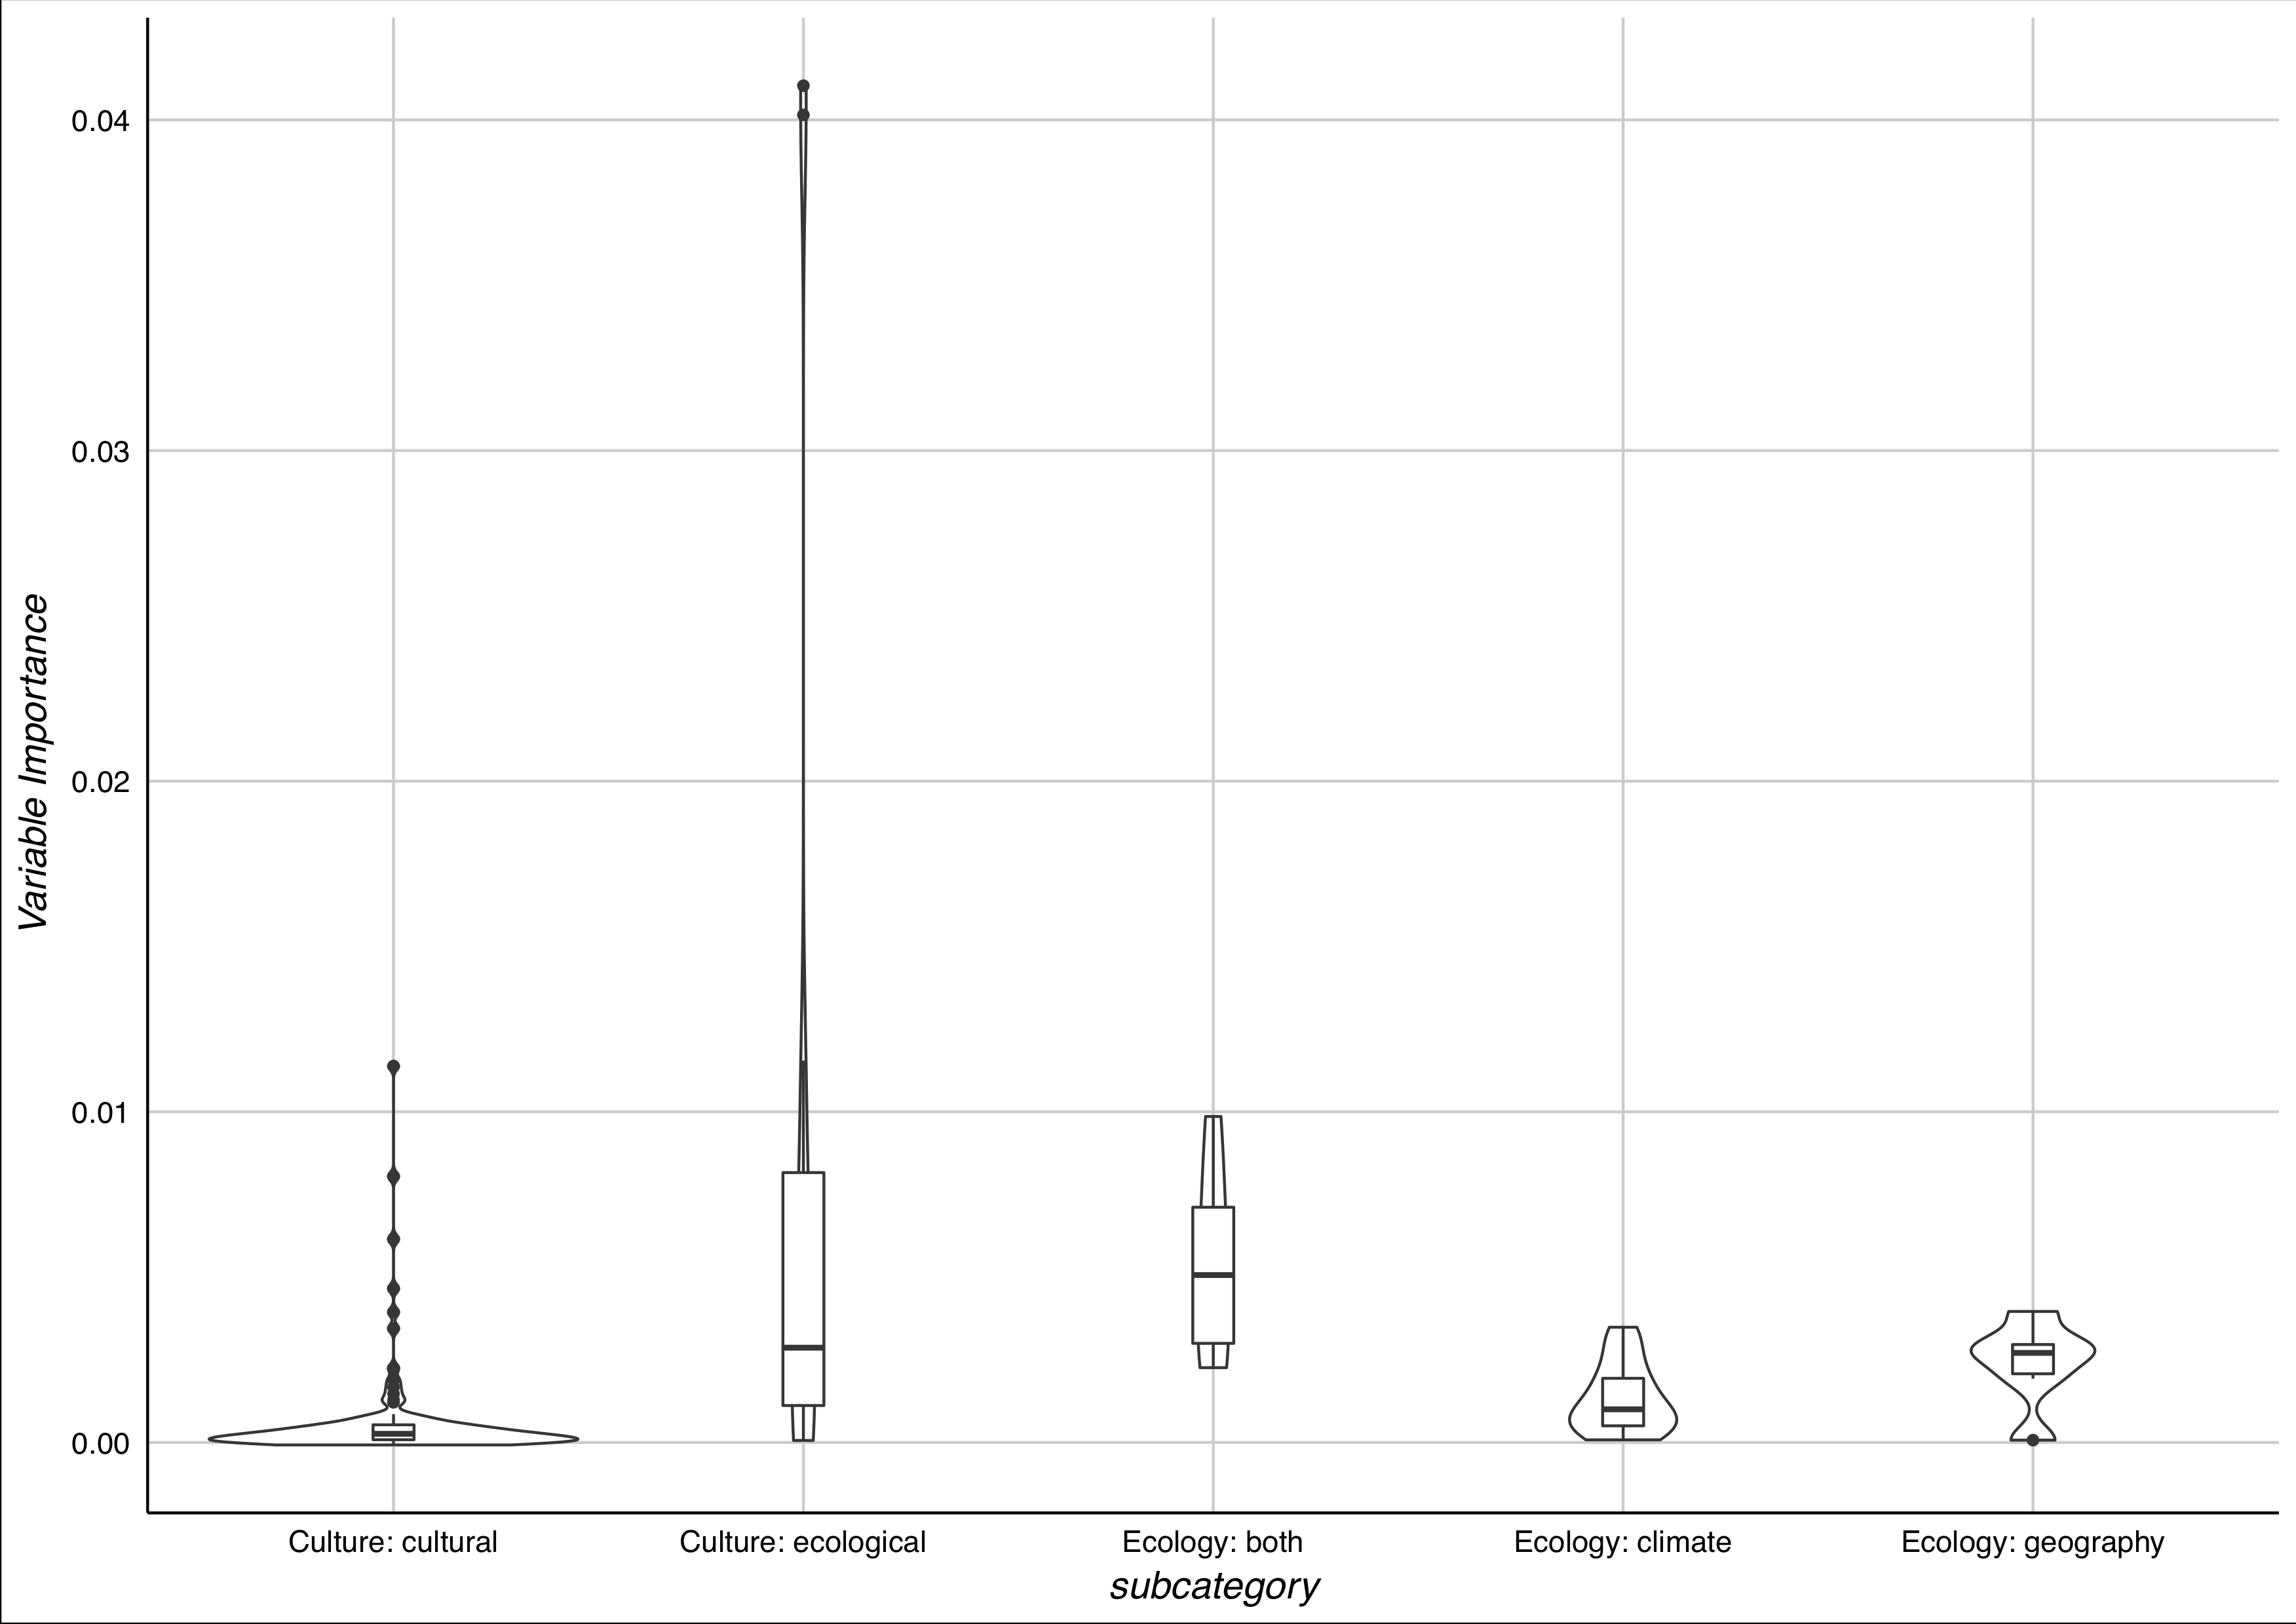 Variable Importance
0.04
0.03
0.02
0.01
0.00
Culture: cultural
Culture: ecological
Ecology: both
Ecology: climate
Ecology: geography
subcategory